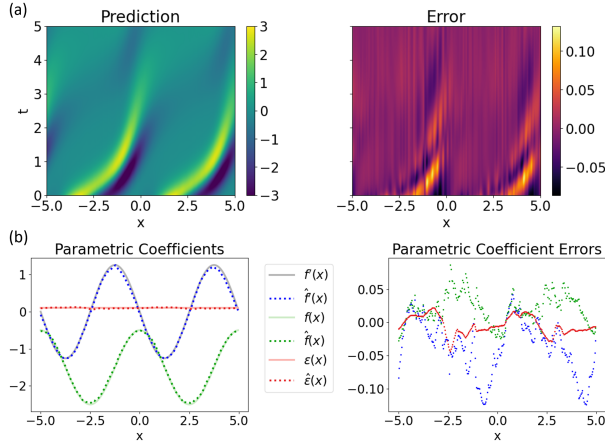 (a)
Prediction
Error
t
5
4
3
2
1
0
−5.0 −2.5 0.0 2.5 5.0
x
3
2
1
0
−1
−2
−3
−5.0 −2.5 0.0 2.5 5.0
x
0.10
0.05
0.00
−0.05
(b)
Parametric Coefficients
Parametric Coefficient Errors
1
0
−1
−2
−5.0 −2.5 0.0 2.5 5.0
x
f′(x)
f̂′(x)
f(x)
f̂(x)
ε(x)
ε̂(x)
0.05
0.00
−0.05
−0.10
−5.0 −2.5 0.0 2.5 5.0
x